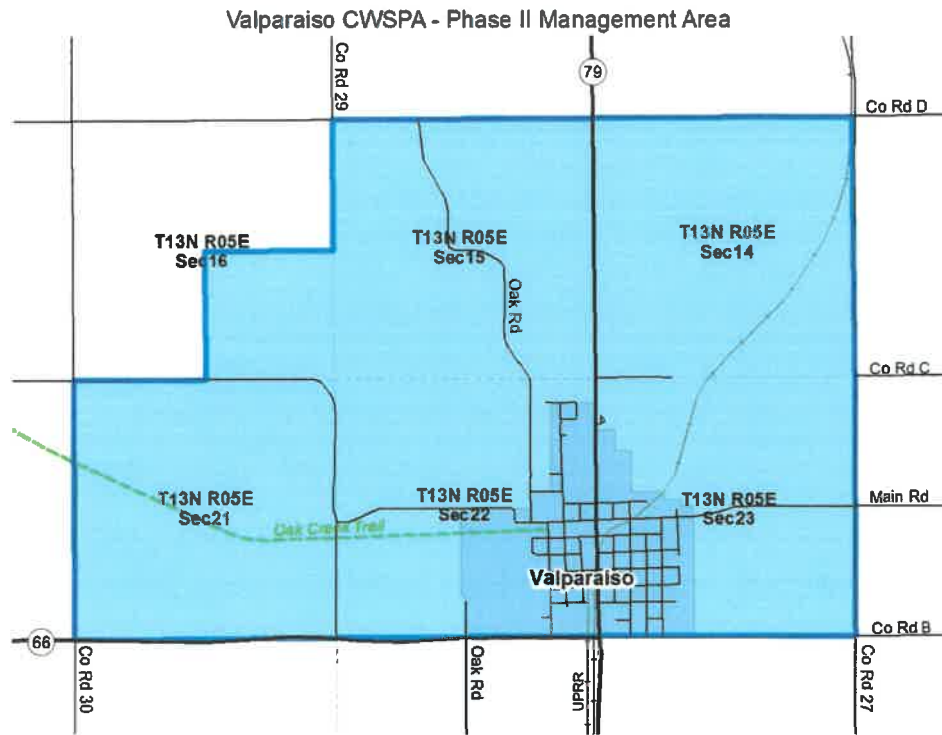 Valparaiso CWSPA - Phase II Management Area
Co Rd 29
79
Co Rd D
T13N R05E
Sec16
T13N R05E
Sec15
T13N R05E
Sec14
Oak Rd
Co Rd C
T13N R05E
Sec21
T13N R05E
Sec22
T13N R05E
Sec23
Main Rd
Oak Creek Trail
Valparaiso
66
Co Rd B
Co Rd 30
Oak Rd
UPRR
Co Rd 27